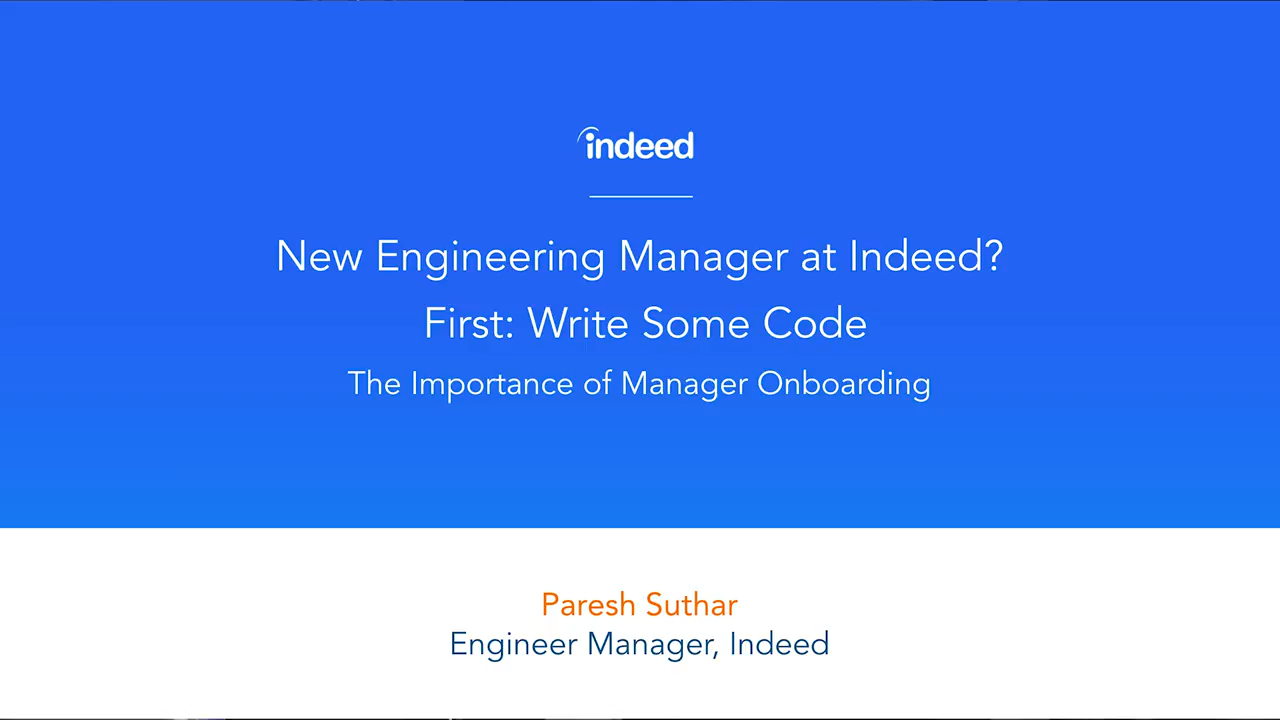 indeed
New Engineering Manager at Indeed?
First: Write Some Code
The Importance of Manager Onboarding
Paresh Suthar
Engineer Manager, Indeed